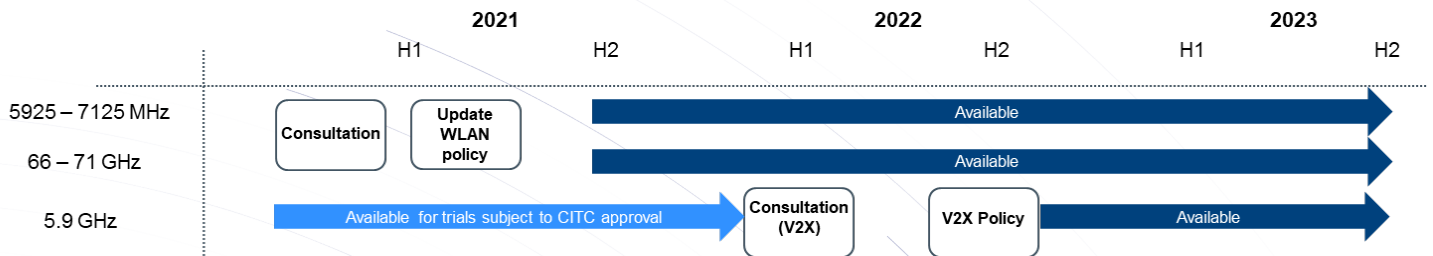 2021 2022 2023
H1 H2 H1 H2 H1 H2
5925 – 7125 MHz
Consultation
Update
WLAN
policy
Available
66 – 71 GHz
Available
5.9 GHz
Available for trials subject to CITC approval
Consultation
(V2X)
V2X Policy
Available